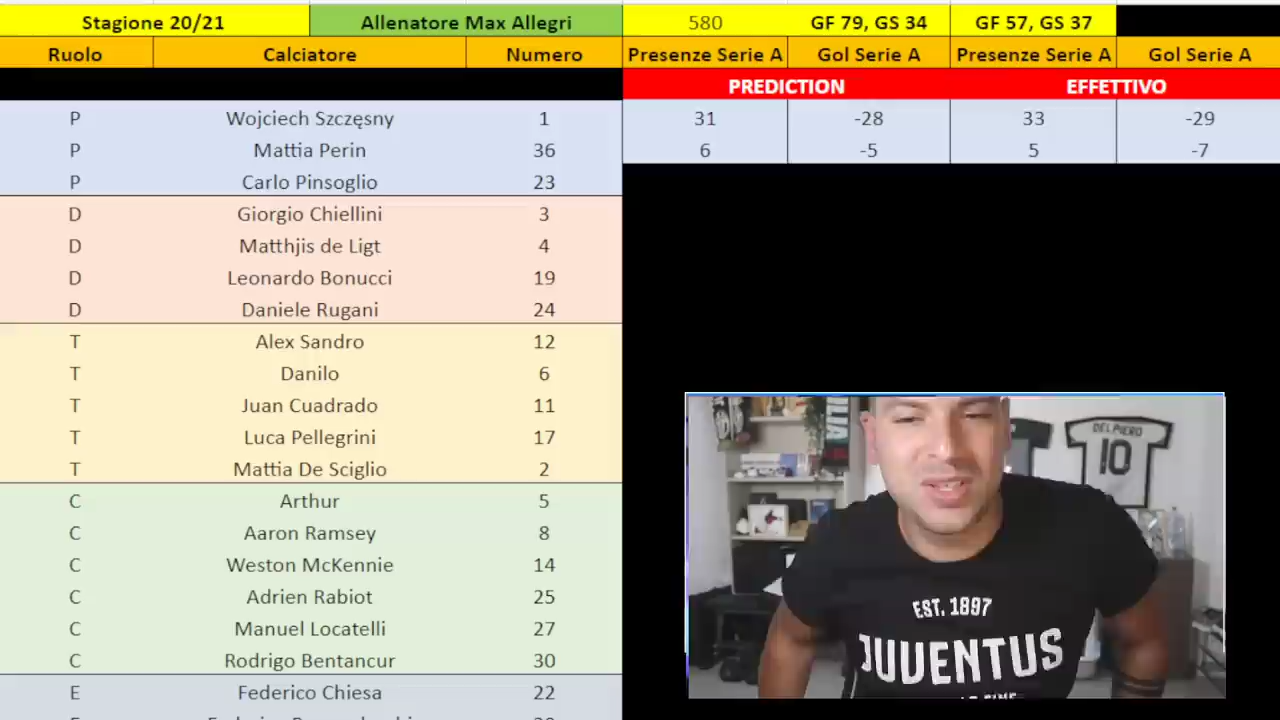 Stagione 20/21 Allenatore Max Allegri 580 GF 79, GS 34 GF 57, GS 37
Ruolo Calciatore Numero Presenze Serie A Gol Serie A Presenze Serie A Gol Serie A
PREDICTION EFFETTIVO
P Wojciech Szczęsny 1 31 -28 33 -29
P Mattia Perin 36 6 -5 5 -7
P Carlo Pinsoglio 23
D Giorgio Chiellini 3
D Matthjis de Ligt 4
D Leonardo Bonucci 19
D Daniele Rugani 24
T Alex Sandro 12
T Danilo 6
T Juan Cuadrado 11
T Luca Pellegrini 17
T Mattia De Sciglio 2
C Arthur 5
C Aaron Ramsey 8
C Weston McKennie 14
C Adrien Rabiot 25
C Manuel Locatelli 27
C Rodrigo Bentancur 30
E Federico Chiesa 22
DEL PIERO
10
EST. 1897
JUVENTUS